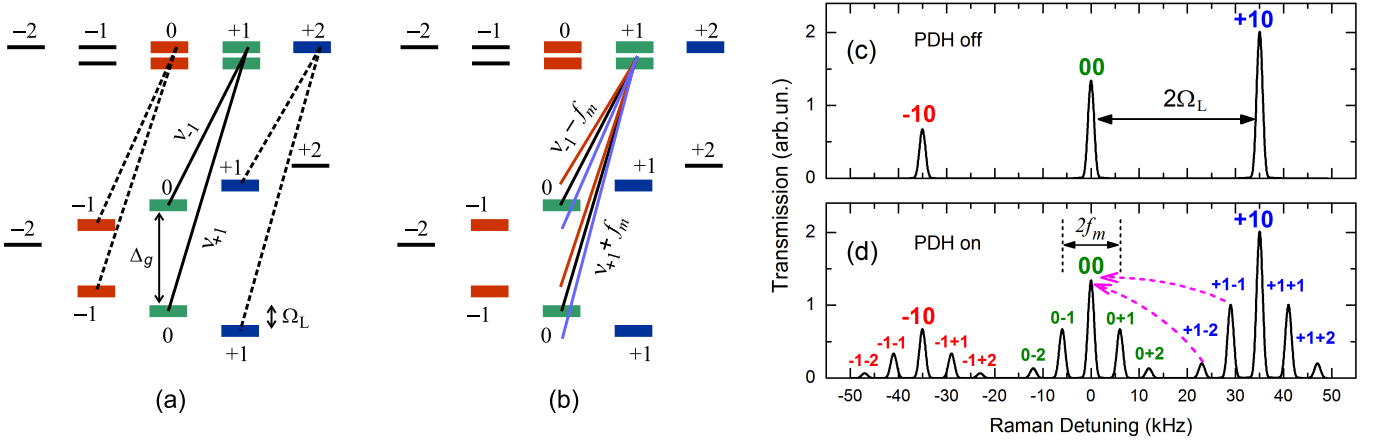 −2
−1
0
+1
+2
ν-1
+2
+1
0
−1
−2
Δg
ν+1
ΩL
−1
0
+1
(a)
−2
−1
0
+1
+2
ν-1 − fm
+2
+1
0
−1
−2
ν+1 + fm
−1
0
+1
(b)
Transmission (arb.un.)
2
1
0
(c)
PDH off
-10
00
+10
2ΩL
2
1
0
(d)
PDH on
2fm
00
+10
-10
-1-2
-1-1
-1+1
-1+2
0-2
0-1
0+1
0+2
+1-2
+1-1
+1+1
+1+2
-50 -40 -30 -20 -10 0 10 20 30 40 50
Raman Detuning (kHz)